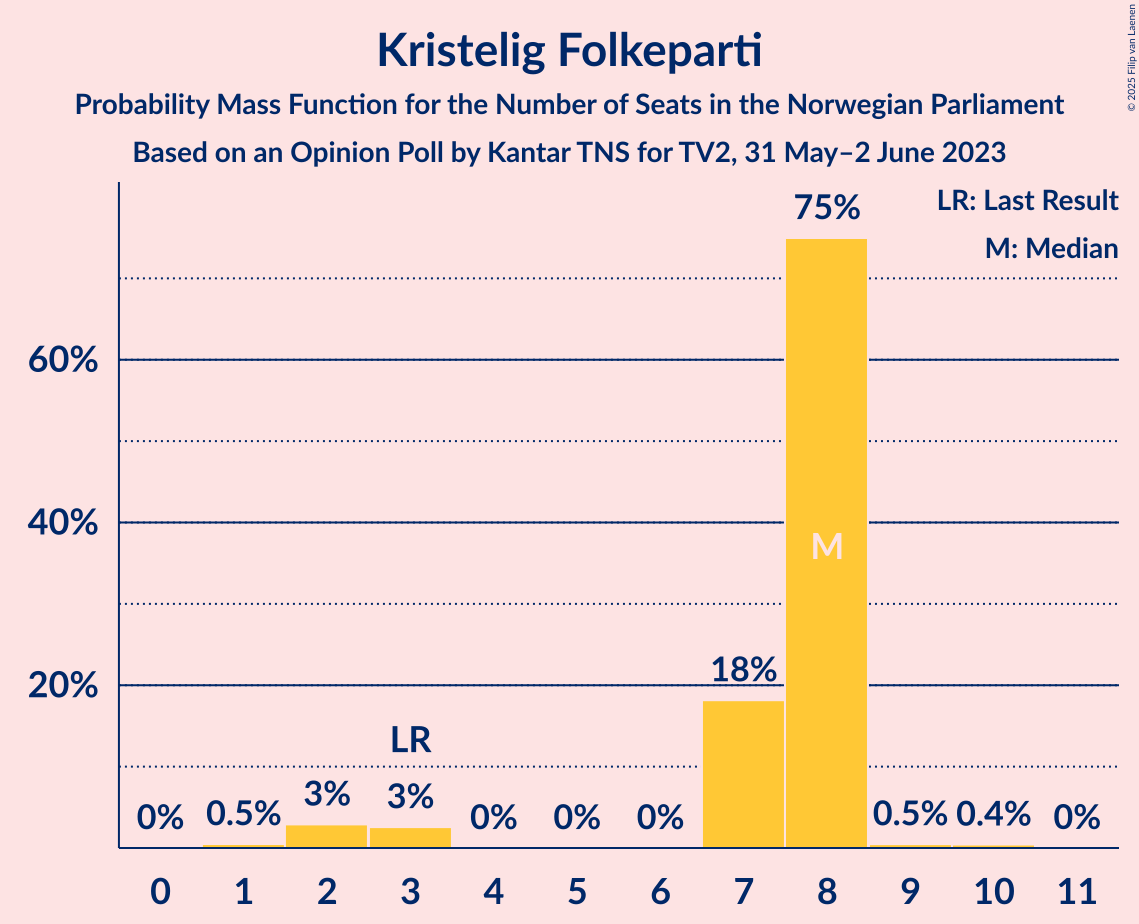 Kristelig Folkeparti
Probability Mass Function for the Number of Seats in the Norwegian Parliament
Based on an Opinion Poll by Kantar TNS for TV2, 31 May–2 June 2023
© 2025 Filip van Laenen
LR: Last Result
M: Median
75%
60%
40%
M
18%
20%
LR
0%
0.5%
3%
3%
0%
0%
0%
0.5%
0.4%
0%
0 1 2 3 4 5 6 7 8 9 10 11